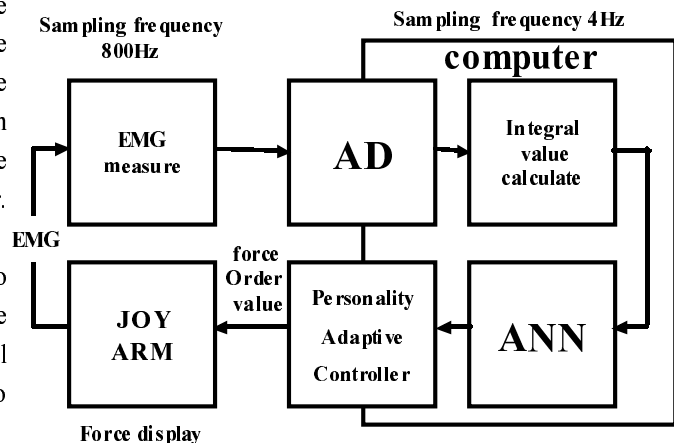 Sampling frequency
800Hz
Sampling frequency 4Hz
computer
EMG
measure
AD
Integral
value
calculate
EMG
JOY
ARM
force
Order
value
Personality
Adaptive
Controller
ANN
Force display